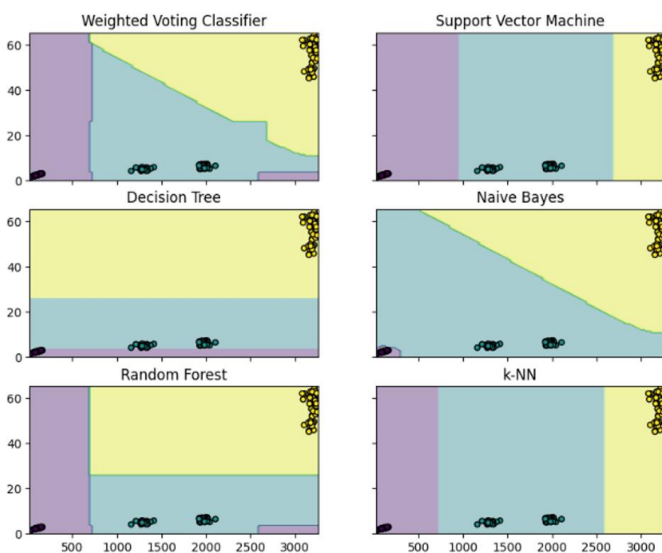 Weighted Voting Classifier
Support Vector Machine
60
40
20
0
Decision Tree
Naive Bayes
60
40
20
0
Random Forest
k-NN
60
40
20
0
500 1000 1500 2000 2500 3000
500 1000 1500 2000 2500 3000